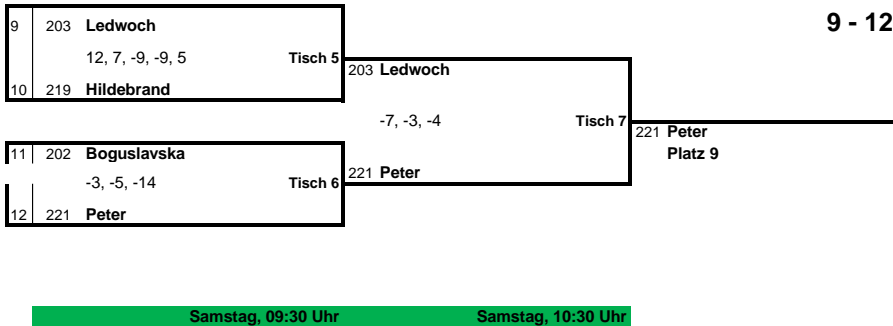 9 - 12
9 203 Ledwoch
12, 7, -9, -9, 5 Tisch 5
203 Ledwoch
10 219 Hildebrand
-7, -3, -4 Tisch 7
221 Peter
Platz 9
11 202 Boguslavska
221 Peter
-3, -5, -14 Tisch 6
12 221 Peter
Samstag, 09:30 Uhr Samstag, 10:30 Uhr